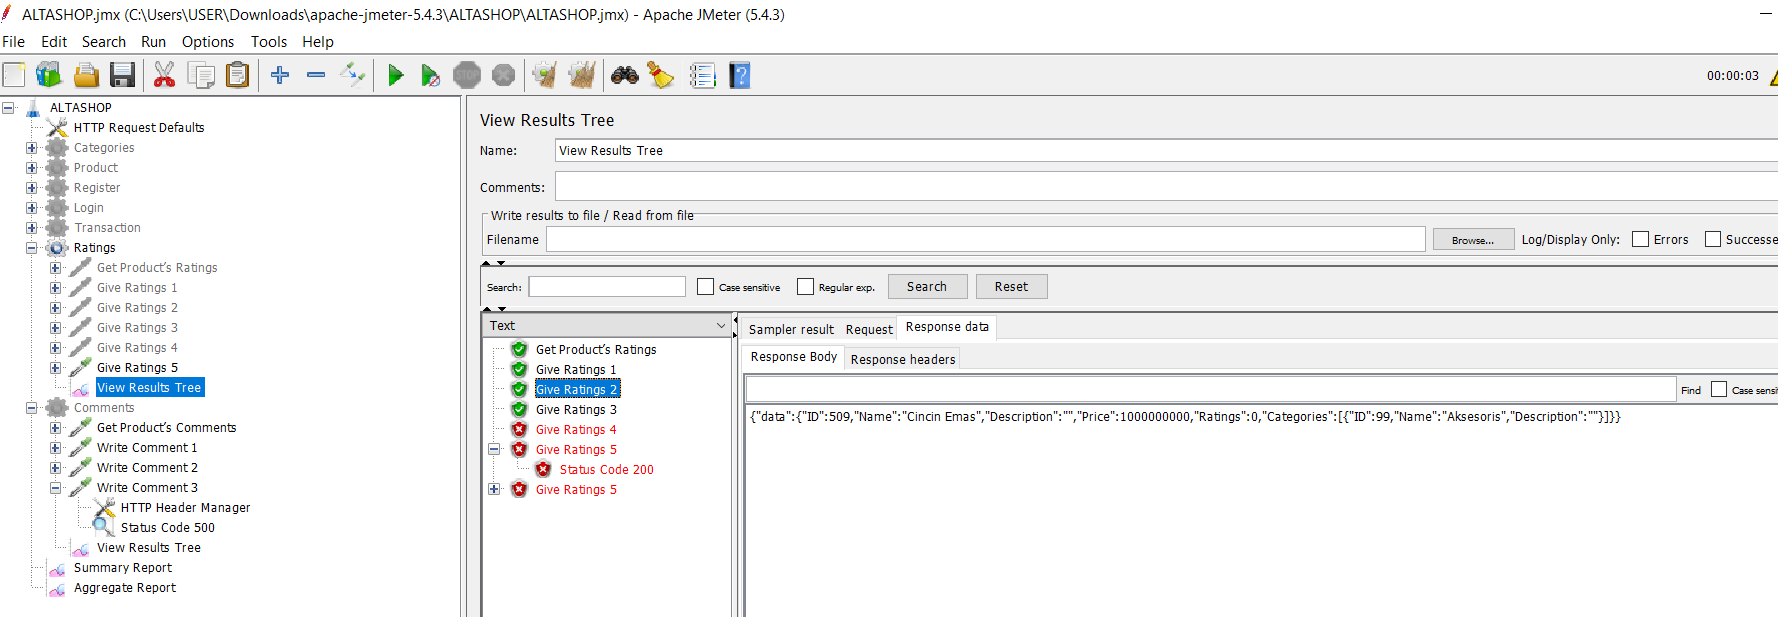 ALTASHOP.jmx (C:\Users\USER\Downloads\apache-jmeter-5.4.3\ALTASHOP\ALTASHOP.jmx) - Apache JMeter (5.4.3)
File Edit Search Run Options Tools Help
STOP
00:00:03
ALTASHOP
HTTP Request Defaults
Categories
Product
Register
Login
Transaction
Ratings
Get Product's Ratings
Give Ratings 1
Give Ratings 2
Give Ratings 3
Give Ratings 4
Give Ratings 5
View Results Tree
Comments
Get Product's Comments
Write Comment 1
Write Comment 2
Write Comment 3
HTTP Header Manager
Status Code 500
View Results Tree
Summary Report
Aggregate Report
View Results Tree
Name: View Results Tree
Comments:
Write results to file / Read from file
Filename Browse... Log/Display Only: Errors Successe
Search: Case sensitive Regular exp. Search Reset
Text
Get Product's Ratings
Give Ratings 1
Give Ratings 2
Give Ratings 3
Give Ratings 4
Give Ratings 5
Status Code 200
Give Ratings 5
Sampler result Request Response data
Response Body Response headers
Find Case sensi
{"data":{"ID":509,"Name":"Cincin Emas","Description":"","Price":1000000000,"Ratings":0,"Categories":[{"ID":99,"Name":"Aksesoris","Description":""}]}}